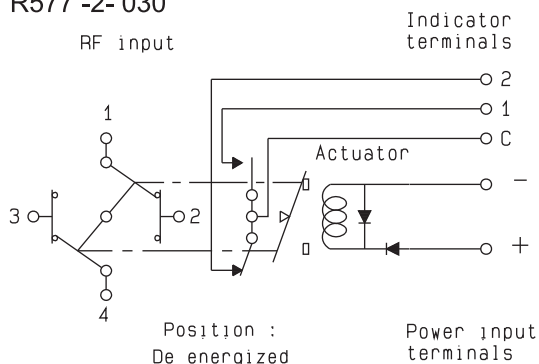 R577 -2- 030
RF input
Indicator
terminals
2
1
C
1
Actuator
−
3
2
+
4
Position :
De energized
Power input
terminals